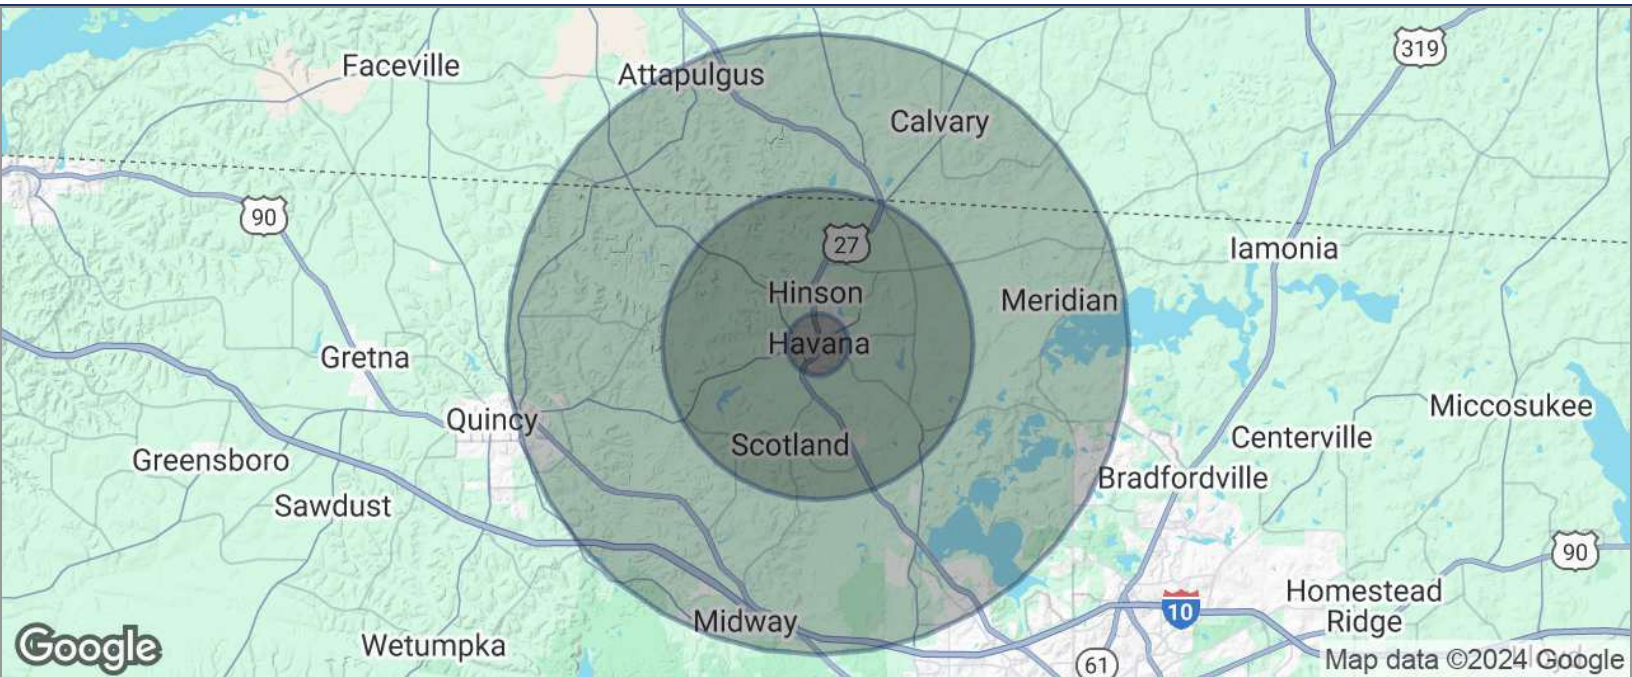 319
Faceville
Attapulgus
Calvary
90
27
Iamonia
Hinson
Meridian
Havana
Gretna
Miccosukee
Quincy
Centerville
Scotland
Greensboro
Bradfordville
Sawdust
90
Homestead
Ridge
10
Midway
Wetumpka
Google
61
Map data ©2024 Google